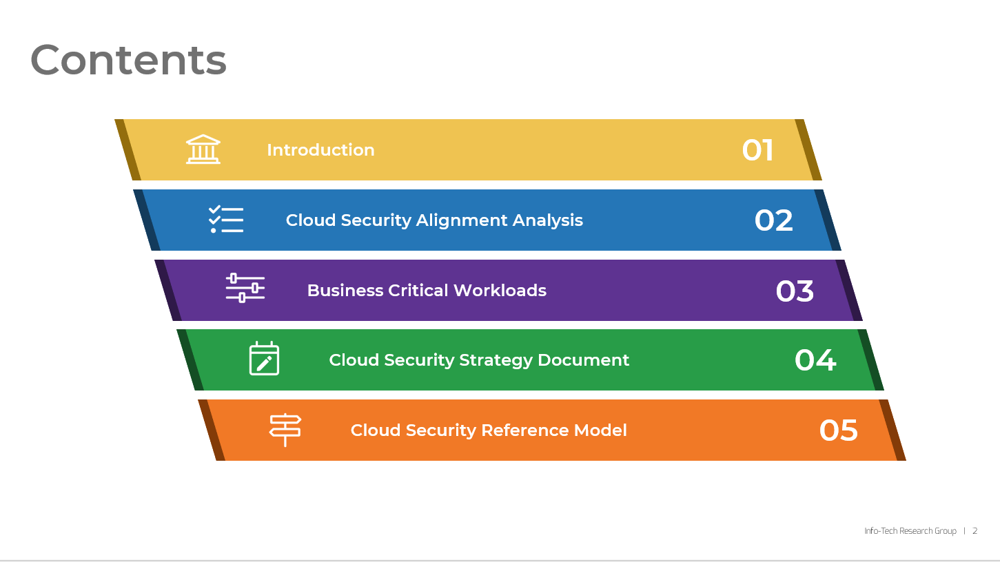 Contents
Introduction 01
Cloud Security Alignment Analysis 02
Business Critical Workloads 03
Cloud Security Strategy Document 04
Cloud Security Reference Model 05
Info-Tech Research Group | 2